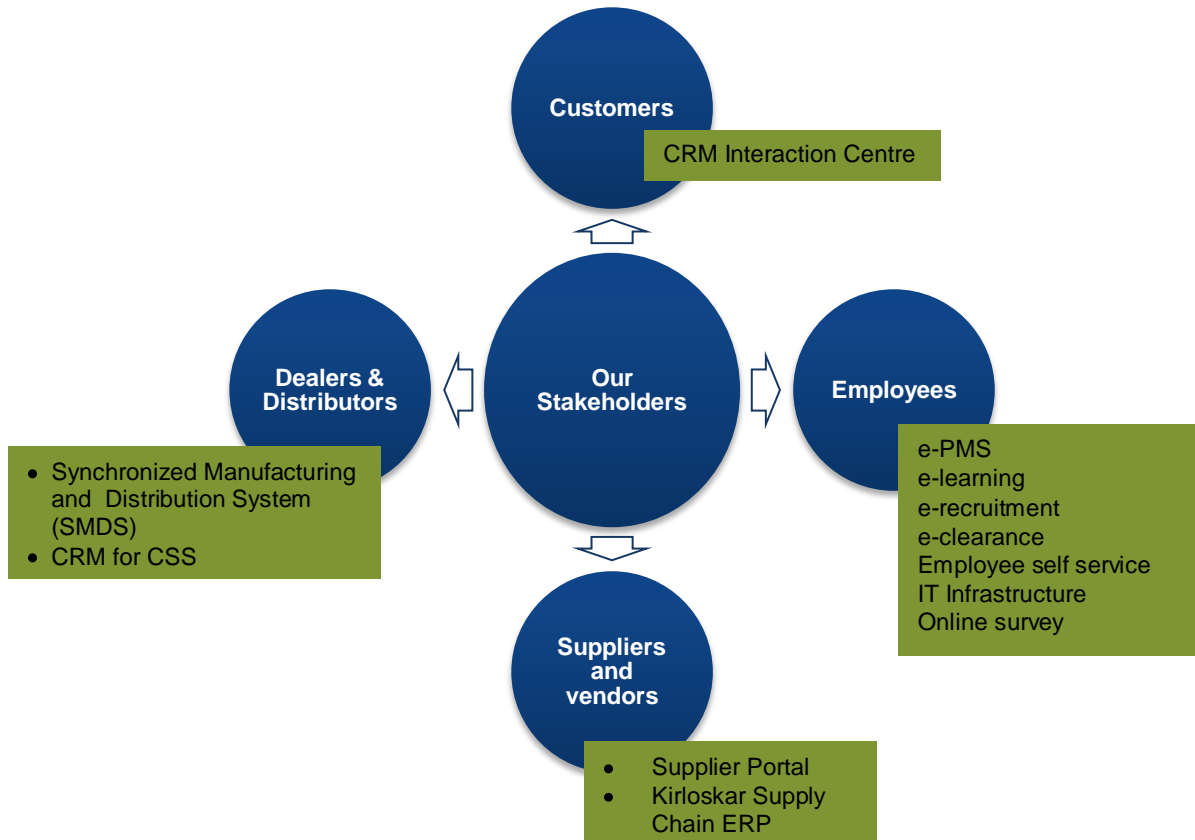 Customers
CRM Interaction Centre
Dealers &
Distributors
Our
Stakeholders
Employees
• Synchronized Manufacturing
and Distribution System
(SMDS)
• CRM for CSS
e-PMS
e-learning
e-recruitment
e-clearance
Employee self service
IT Infrastructure
Online survey
Suppliers
and
vendors
• Supplier Portal
• Kirloskar Supply
Chain ERP